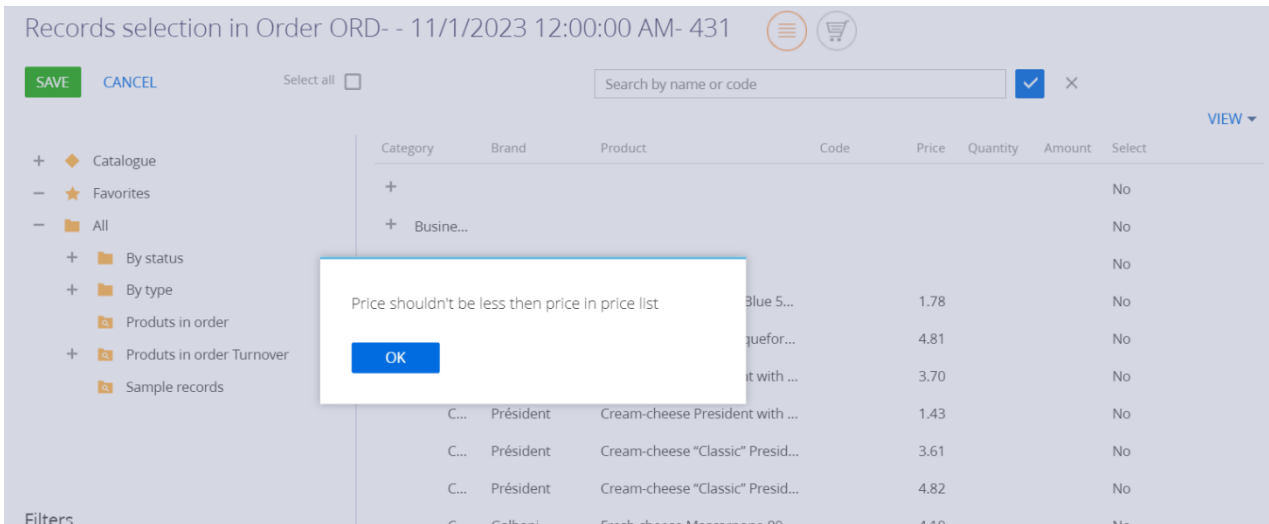 Records selection in Order ORD- - 11/1/2023 12:00:00 AM- 431
SAVE CANCEL Select all Search by name or code
VIEW
Category Brand Product Code Price Quantity Amount Select
+ Catalogue
− Favorites
+ No
− All
+ Busine... No
+ By status
No
+ By type
Price shouldn't be less then price in price list
Blue 5... 1.78 No
Produts in order
4.81 No
+ Produts in order Turnover
OK
with ... 3.70 No
Sample records
C... Président Cream-cheese President with ... 1.43 No
C... Président Cream-cheese “Classic” Presid... 3.61 No
C... Président Cream-cheese “Classic” Presid... 4.82 No
Filters